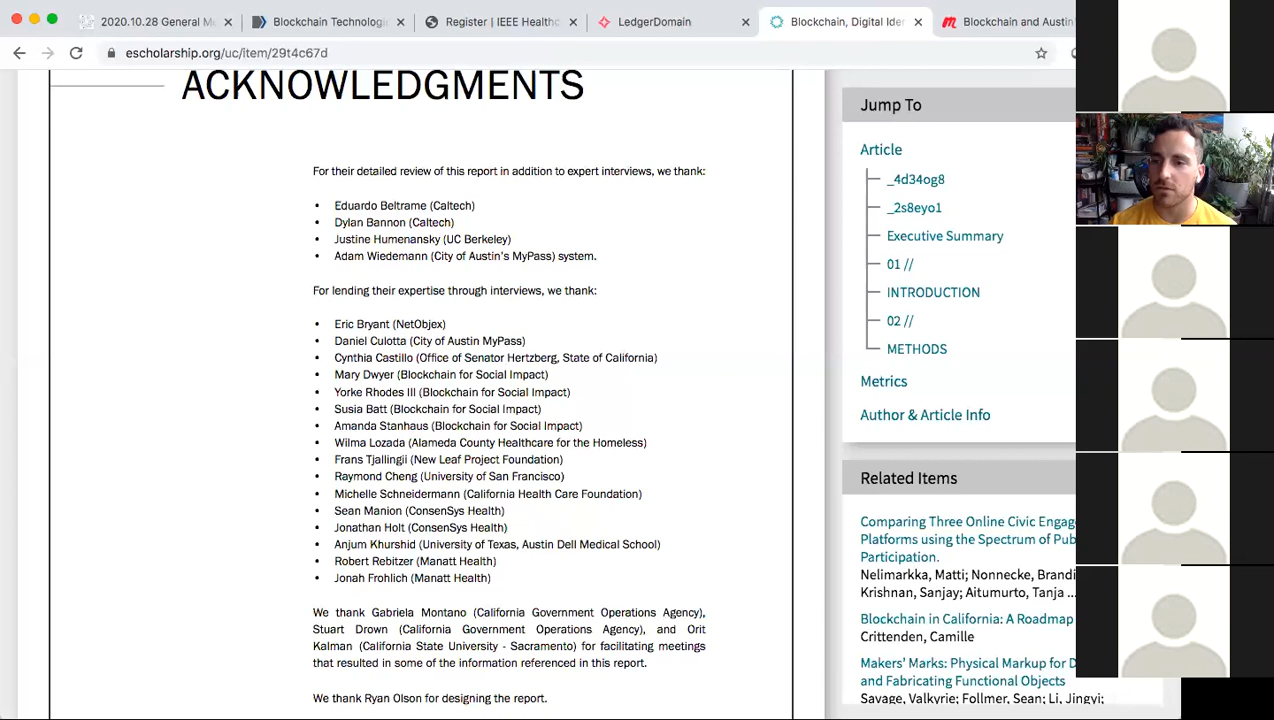 2020.10.28 General M
Blockchain Technologi
Register | IEEE Healthc
LedgerDomain
Blockchain, Digital Ide
Blockchain and Austin'
escholarship.org/uc/item/29t4c67d
ACKNOWLEDGMENTS
For their detailed review of this report in addition to expert interviews, we thank:
• Eduardo Beltrame (Caltech)
• Dylan Bannon (Caltech)
• Justine Humenansky (UC Berkeley)
• Adam Wiedemann (City of Austin's MyPass) system.
For lending their expertise through interviews, we thank:
• Eric Bryant (NetObjex)
• Daniel Culotta (City of Austin MyPass)
• Cynthia Castillo (Office of Senator Hertzberg, State of California)
• Mary Dwyer (Blockchain for Social Impact)
• Yorke Rhodes III (Blockchain for Social Impact)
• Susia Batt (Blockchain for Social Impact)
• Amanda Stanhaus (Blockchain for Social Impact)
• Wilma Lozada (Alameda County Healthcare for the Homeless)
• Frans Tjallingii (New Leaf Project Foundation)
• Raymond Cheng (University of San Francisco)
• Michelle Schneidermann (California Health Care Foundation)
• Sean Manion (ConsenSys Health)
• Jonathan Holt (ConsenSys Health)
• Anjum Khurshid (University of Texas, Austin Dell Medical School)
• Robert Rebitzer (Manatt Health)
• Jonah Frohlich (Manatt Health)
We thank Gabriela Montano (California Government Operations Agency),
Stuart Drown (California Government Operations Agency), and Orit
Kalman (California State University - Sacramento) for facilitating meetings
that resulted in some of the information referenced in this report.
We thank Ryan Olson for designing the report.
Jump To
Article
_4d34og8
_2s8eyo1
Executive Summary
01 //
INTRODUCTION
02 //
METHODS
Metrics
Author & Article Info
Related Items
Comparing Three Online Civic Engag
Platforms using the Spectrum of Pub
Participation.
Nelimarkka, Matti; Nonnecke, Brandi
Krishnan, Sanjay; Aitumurto, Tanja ...
Blockchain in California: A Roadmap
Crittenden, Camille
Makers' Marks: Physical Markup for D
and Fabricating Functional Objects
Savage, Valkyrie; Follmer, Sean; Li, Jingyi;